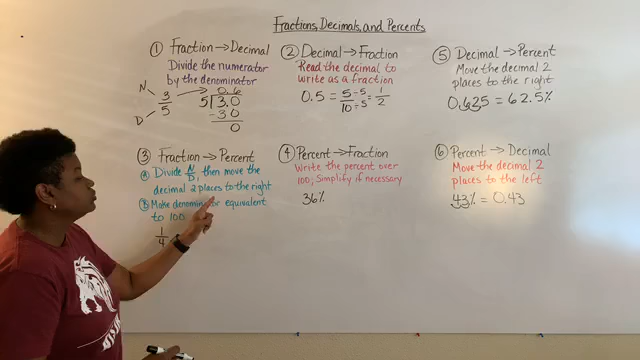 Fractions, Decimals, and Percents
① Fraction → Decimal
Divide the numerator
by the denominator
N 3/5 D
0.6
5)3.0
-30
0
② Decimal → Fraction
Read the decimal to
write as a fraction
0.5 = 5/10 ÷5/÷5 = 1/2
⑤ Decimal → Percent
Move the decimal 2
places to the right
0.625 = 62.5%
③ Fraction → Percent
Ⓐ Divide N/D, then move the
decimal 2 places to the right
Ⓑ Make denominator equivalent
to 100
1/4
④ Percent → Fraction
Write the percent over
100; Simplify if necessary
36%
⑥ Percent → Decimal
Move the decimal 2
places to the left
43% = 0.43